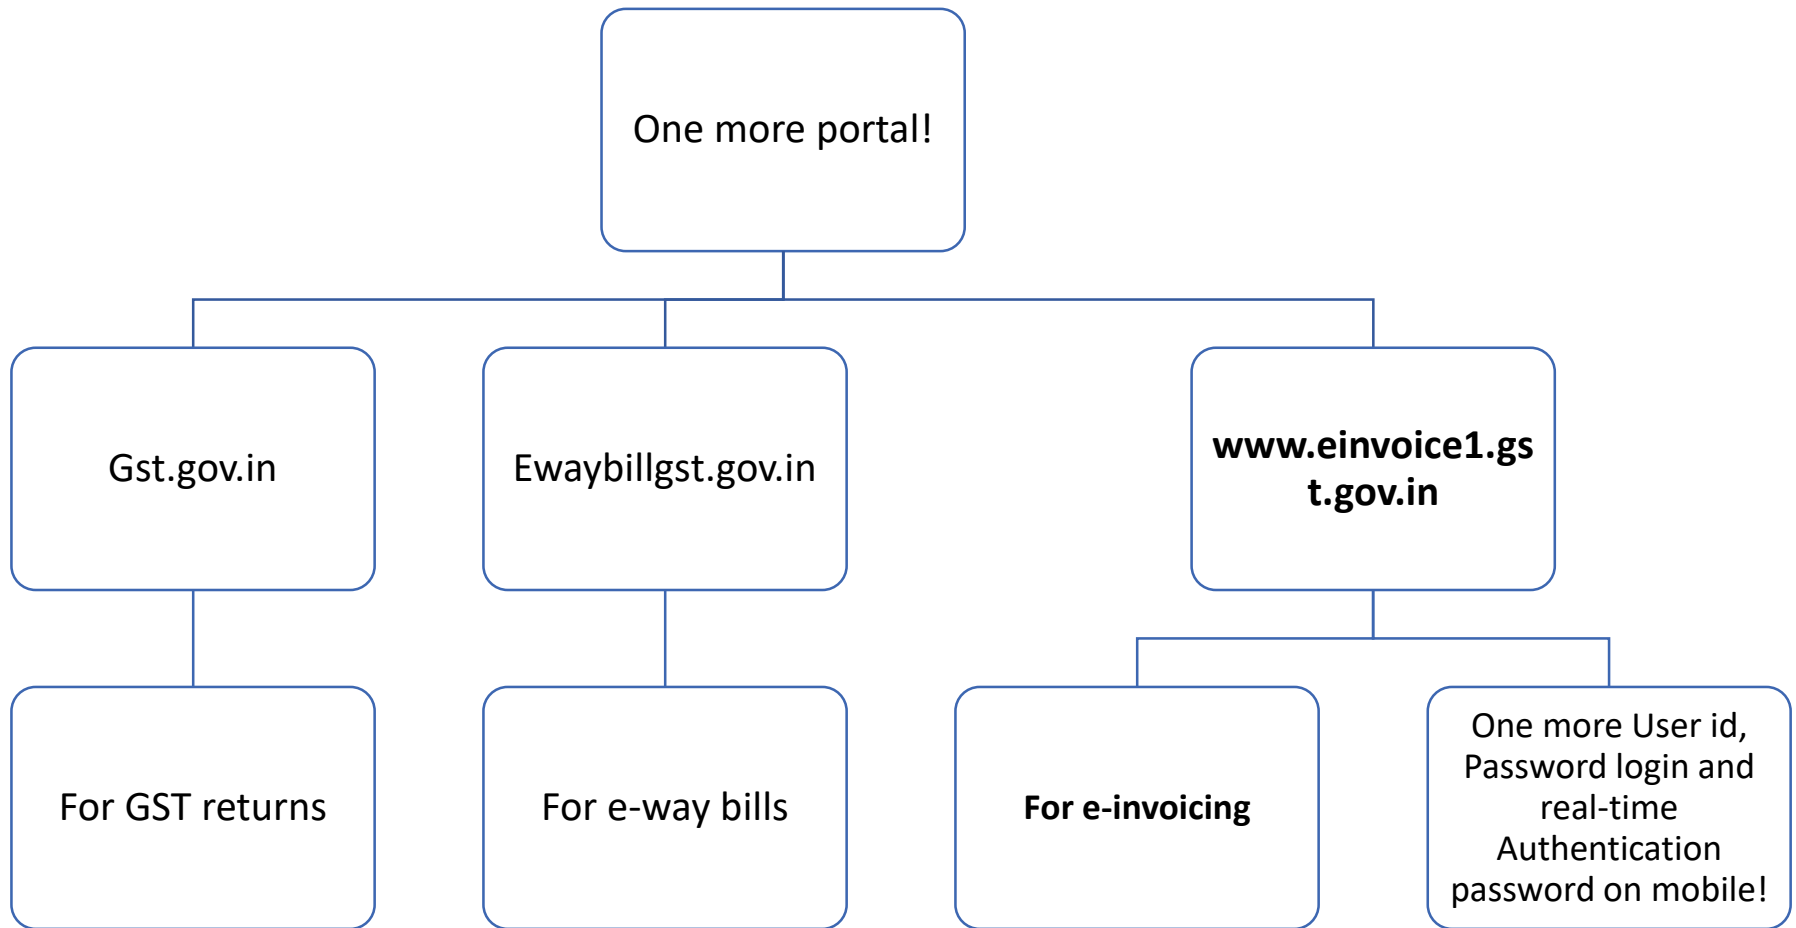 One more portal!
Gst.gov.in
Ewaybillgst.gov.in
www.einvoice1.gs
t.gov.in
For GST returns
For e-way bills
For e-invoicing
One more User id,
Password login and
real-time
Authentication
password on mobile!